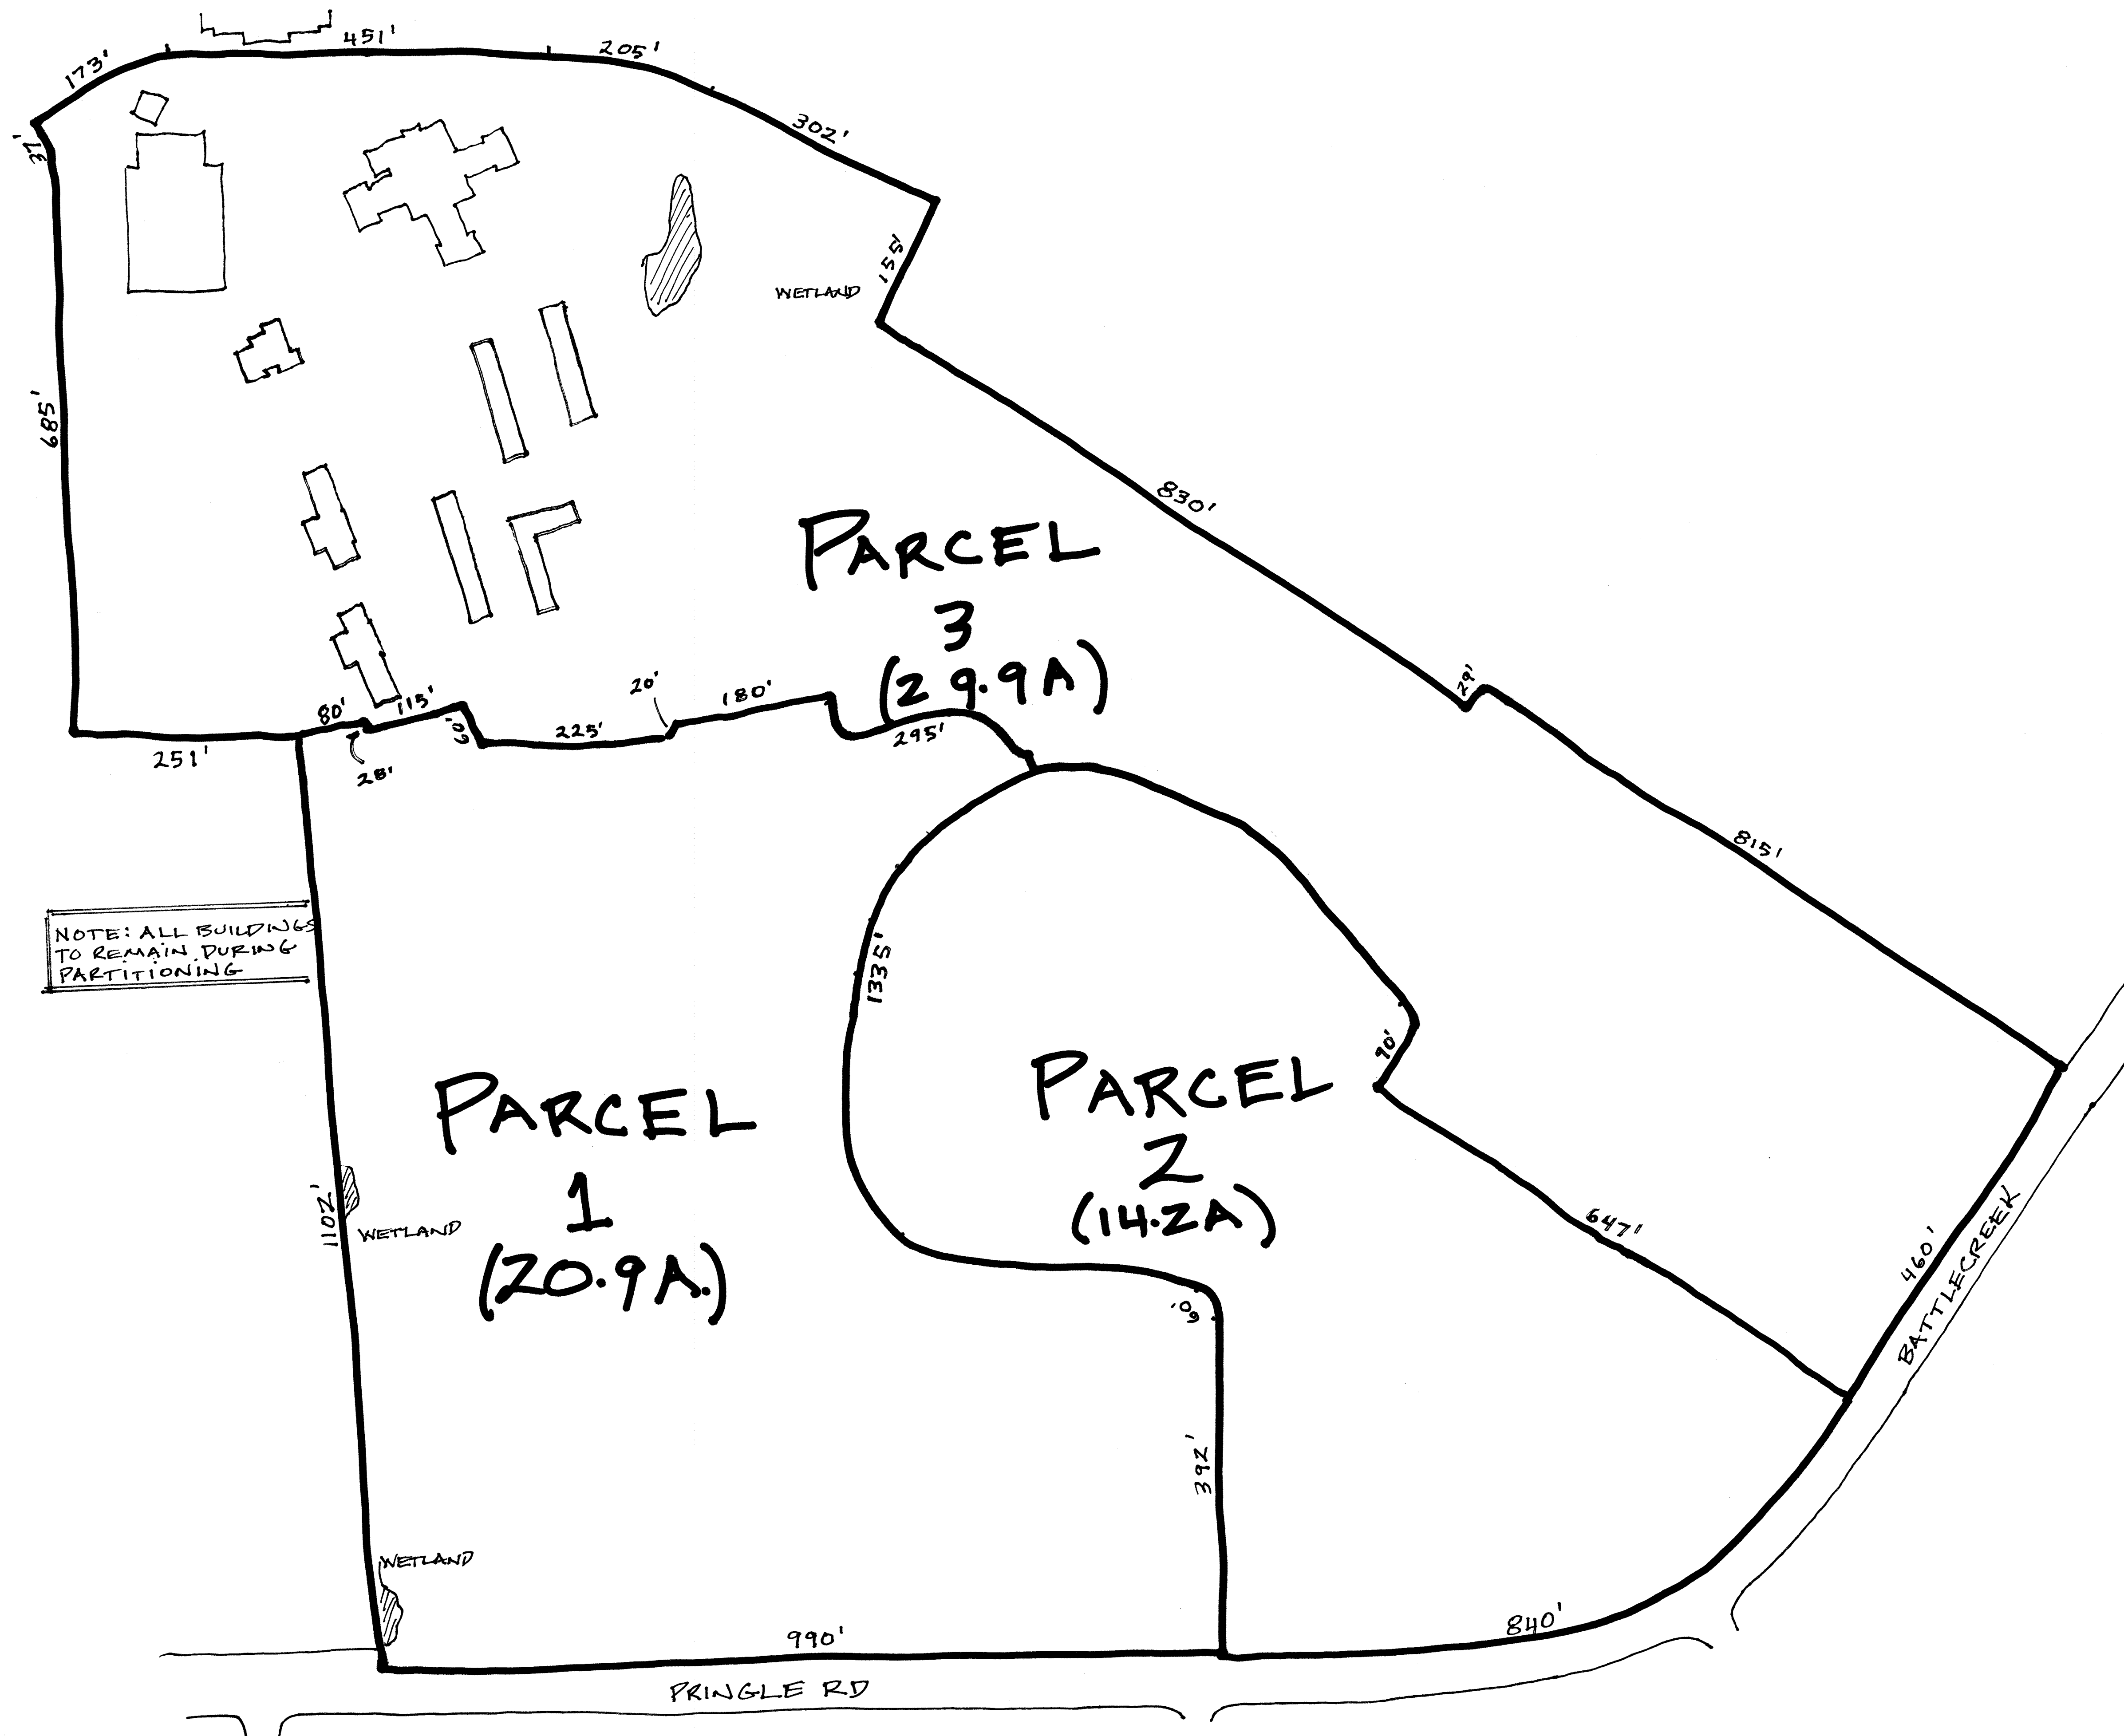 451'
205'
173'
37'
302'
155'
WETLAND
685'
830'
PARCEL
3
(29.9A)
29'
20'
180'
80'
115'
60'
225'
295'
251'
28'
815'
NOTE: ALL BUILDINGS
TO REMAIN DURING
PARTITIONING
1335'
90'
PARCEL
1
(20.9A.)
PARCEL
2
(14.2A)
1102'
WETLAND
647'
460'
BATTLECREEK
60'
392'
WETLAND
990'
840'
PRINGLE RD